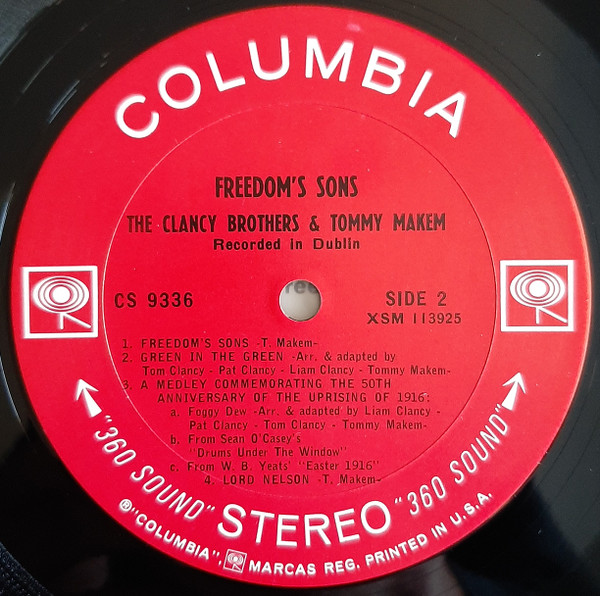 COLUMBIA
FREEDOM'S SONS
THE CLANCY BROTHERS & TOMMY MAKEM
Recorded in Dublin
CS 9336
SIDE 2
XSM 113925
1. FREEDOM'S SONS -T. Makem-
2. GREEN IN THE GREEN -Arr. & adapted by
Tom Clancy - Pat Clancy - Liam Clancy - Tommy Makem-
3. A MEDLEY COMMEMORATING THE 50TH
ANNIVERSARY OF THE UPRISING OF 1916:
a. Foggy Dew -Arr. & adapted by Liam Clancy -
Pat Clancy - Tom Clancy - Tommy Makem-
b. From Sean O'Casey's
"Drums Under The Window"
c. From W. B. Yeats' "Easter 1916"
4. LORD NELSON -T. Makem-
"360 SOUND" STEREO "360 SOUND"
®"COLUMBIA", MARCAS REG. PRINTED IN U.S.A.